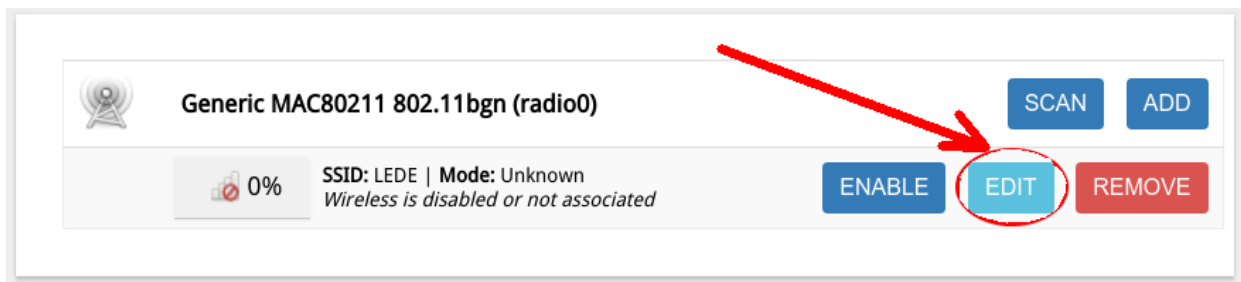 Generic MAC80211 802.11bgn (radio0) SCAN ADD
0% SSID: LEDE | Mode: Unknown ENABLE EDIT REMOVE
Wireless is disabled or not associated